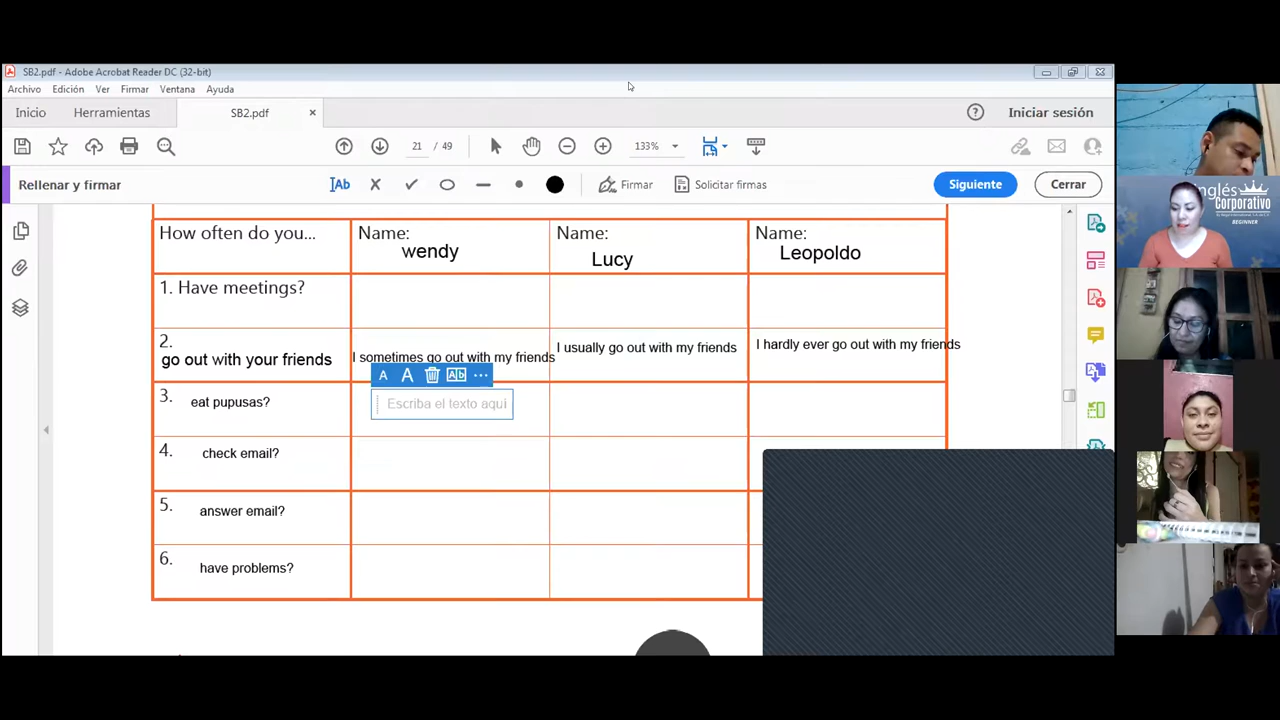 SB2.pdf - Adobe Acrobat Reader DC (32-bit)
Archivo Edición Ver Firmar Ventana Ayuda
Inicio Herramientas SB2.pdf × Iniciar sesión
21 / 49 133%
Rellenar y firmar Ab Firmar Solicitar firmas Siguiente Cerrar
How often do you... Name: wendy Name: Lucy Name: Leopoldo
1. Have meetings?
2. go out with your friends I sometimes go out with my friends I usually go out with my friends I hardly ever go out with my friends
A A Ab ...
3. eat pupusas? Escriba el texto aquí
4. check email?
5. answer email?
6. have problems?
Inglés
Corporativo
BEGINNER